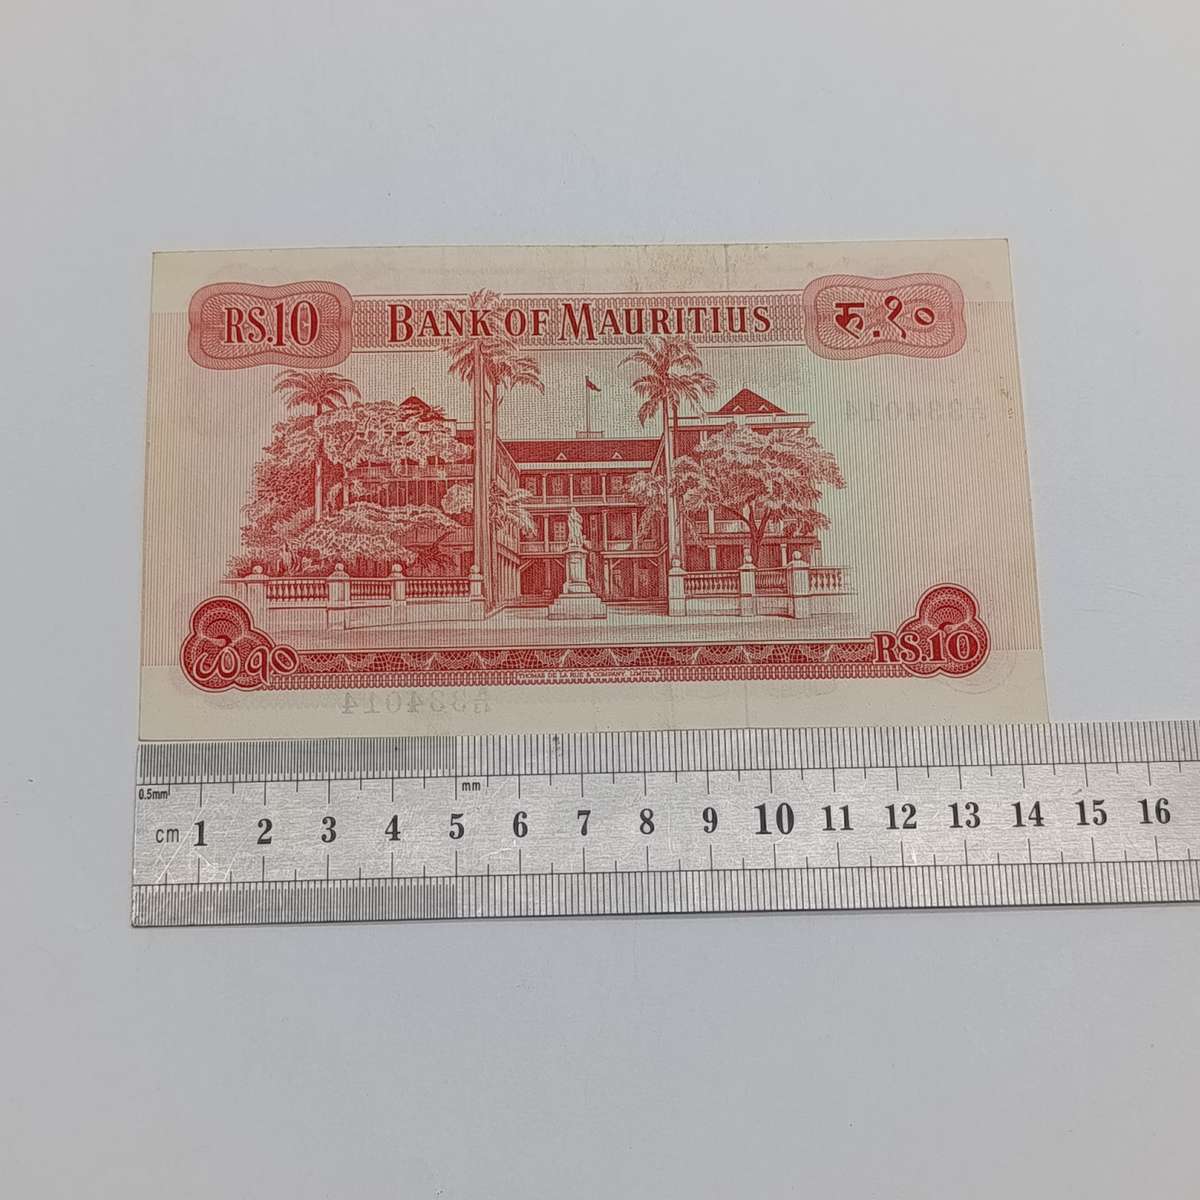 RS.10 BANK OF MAURITIUS रु.१०
RS.10
THOMAS DE LA RUE & COMPANY, LIMITED.
0.5mm mm
cm 1 2 3 4 5 6 7 8 9 10 11 12 13 14 15 16